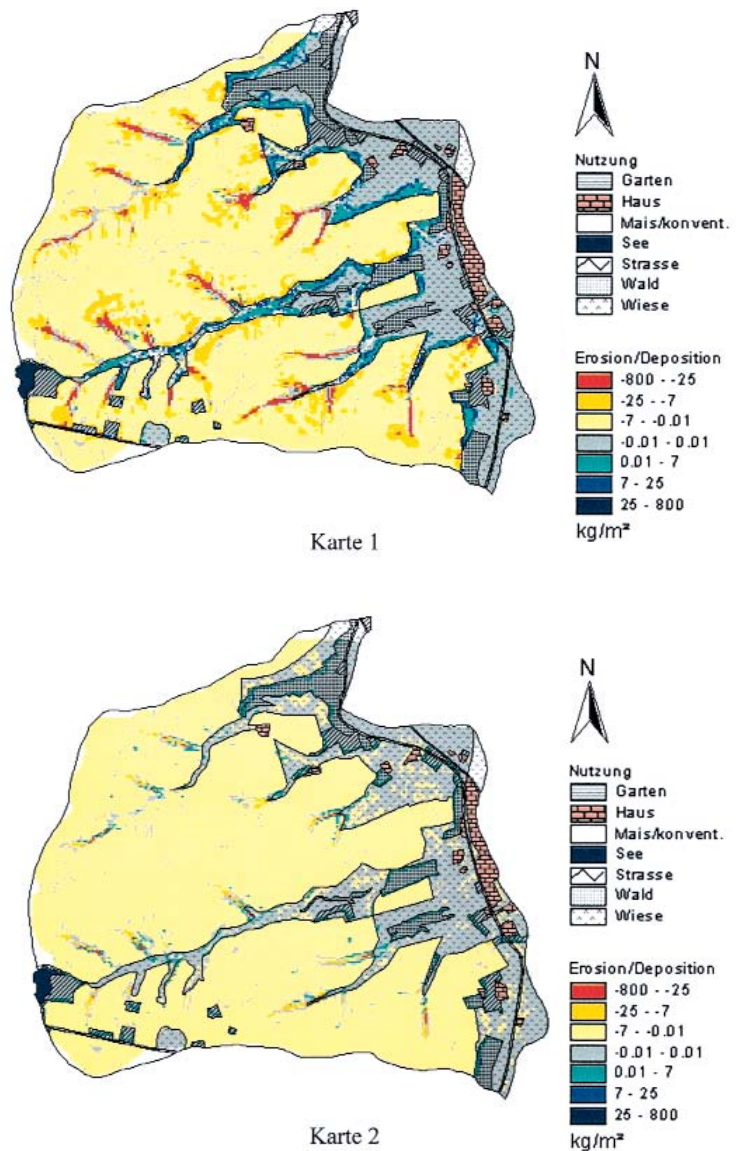 N
Nutzung
Garten
Haus
Mais/konvent.
See
Strasse
Wald
Wiese
Erosion/Deposition
-800 - -25
-25 - -7
-7 - -0.01
-0.01 - 0.01
0.01 - 7
7 - 25
25 - 800
kg/m²
Karte 1
N
Nutzung
Garten
Haus
Mais/konvent.
See
Strasse
Wald
Wiese
Erosion/Deposition
-800 - -25
-25 - -7
-7 - -0.01
-0.01 - 0.01
0.01 - 7
7 - 25
25 - 800
kg/m²
Karte 2